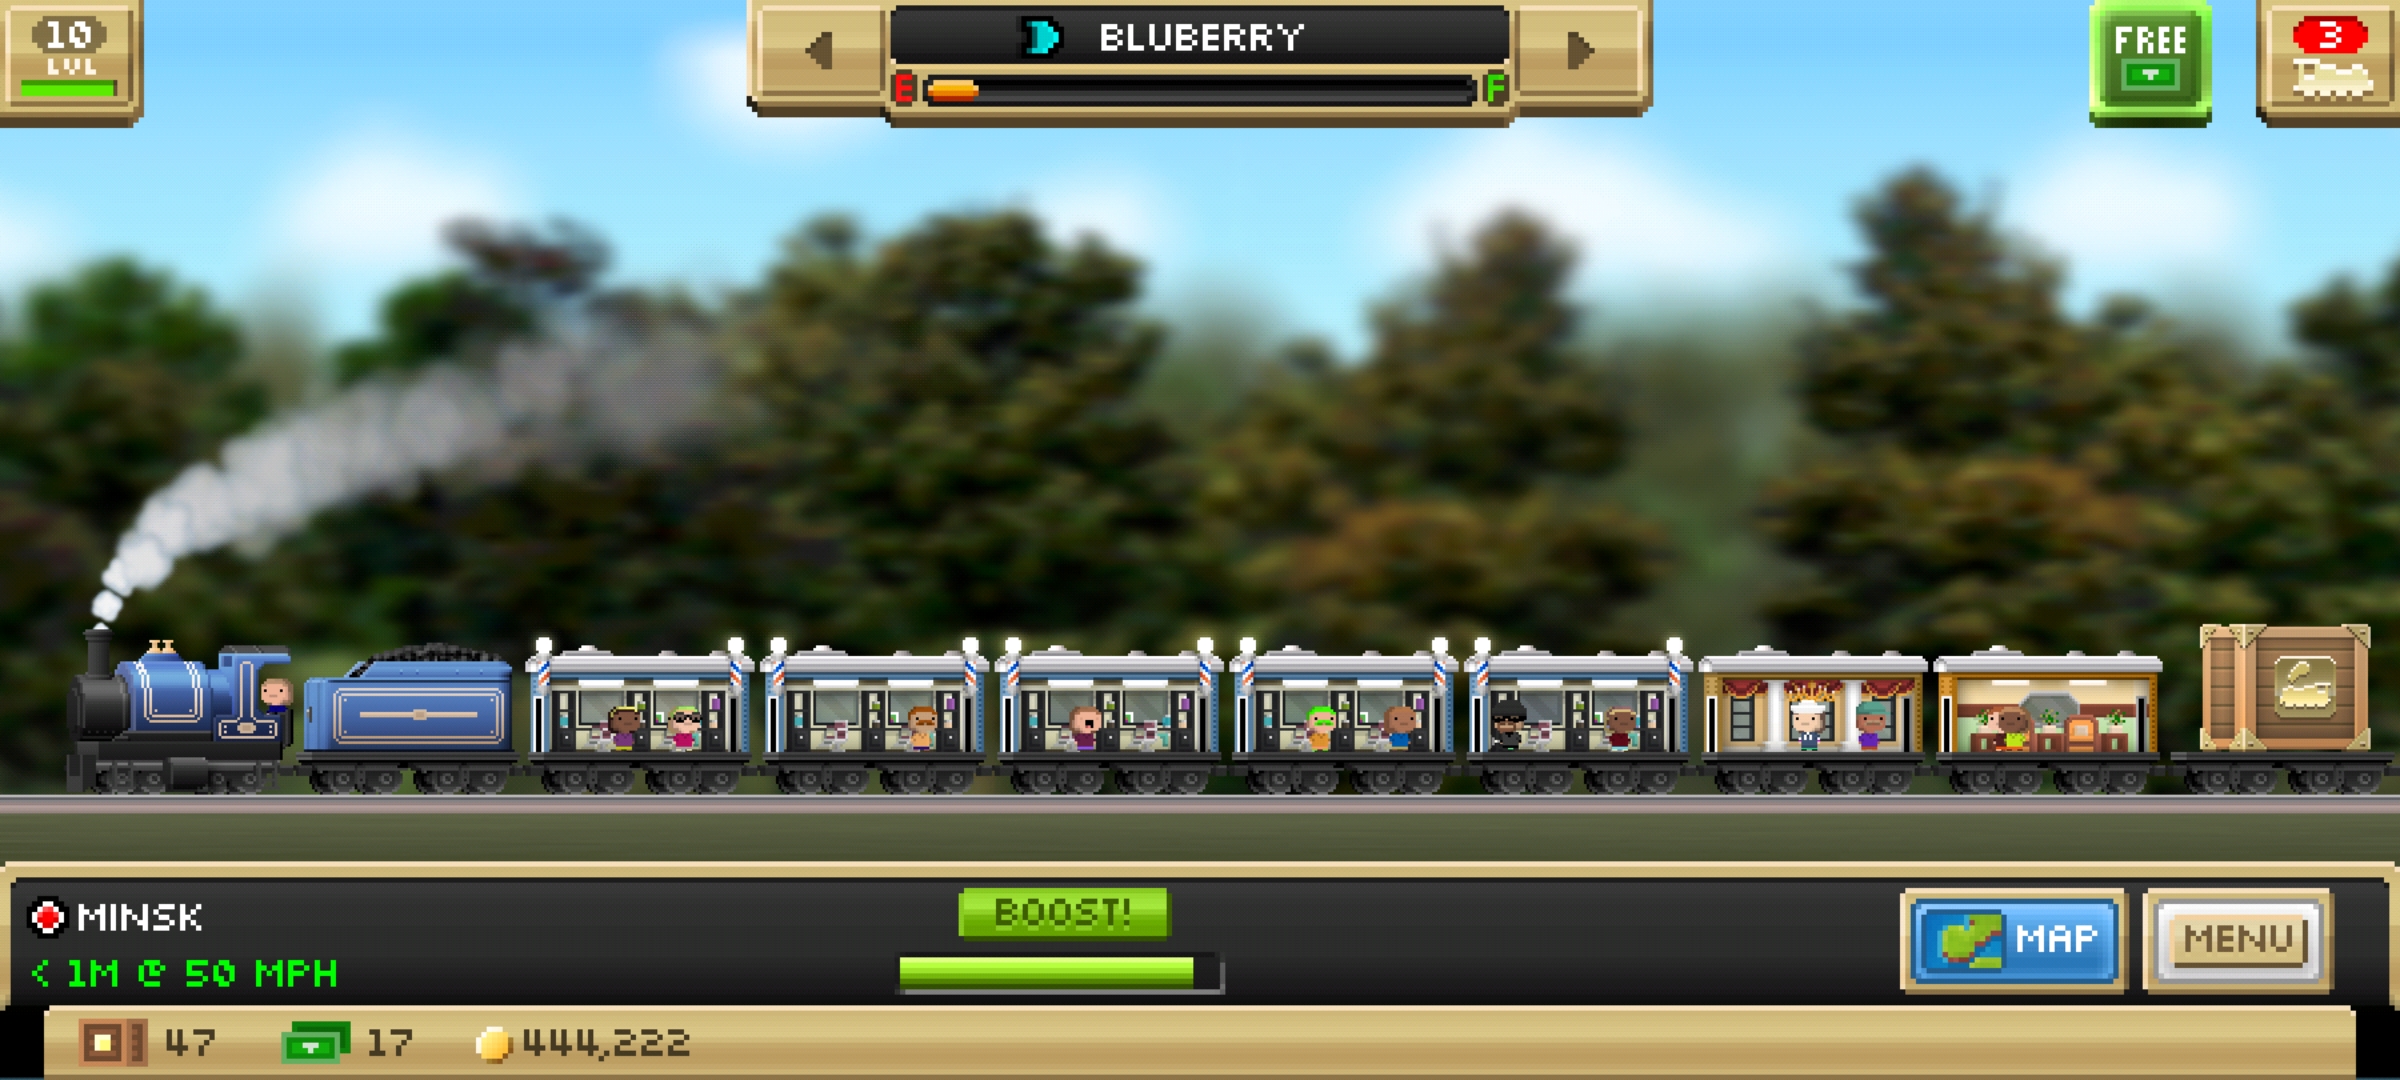 10
LVL
BLUBERRY
E F
FREE
3
MINSK
< 1M @ 50 MPH
BOOST!
MAP
MENU
47
17
444,222